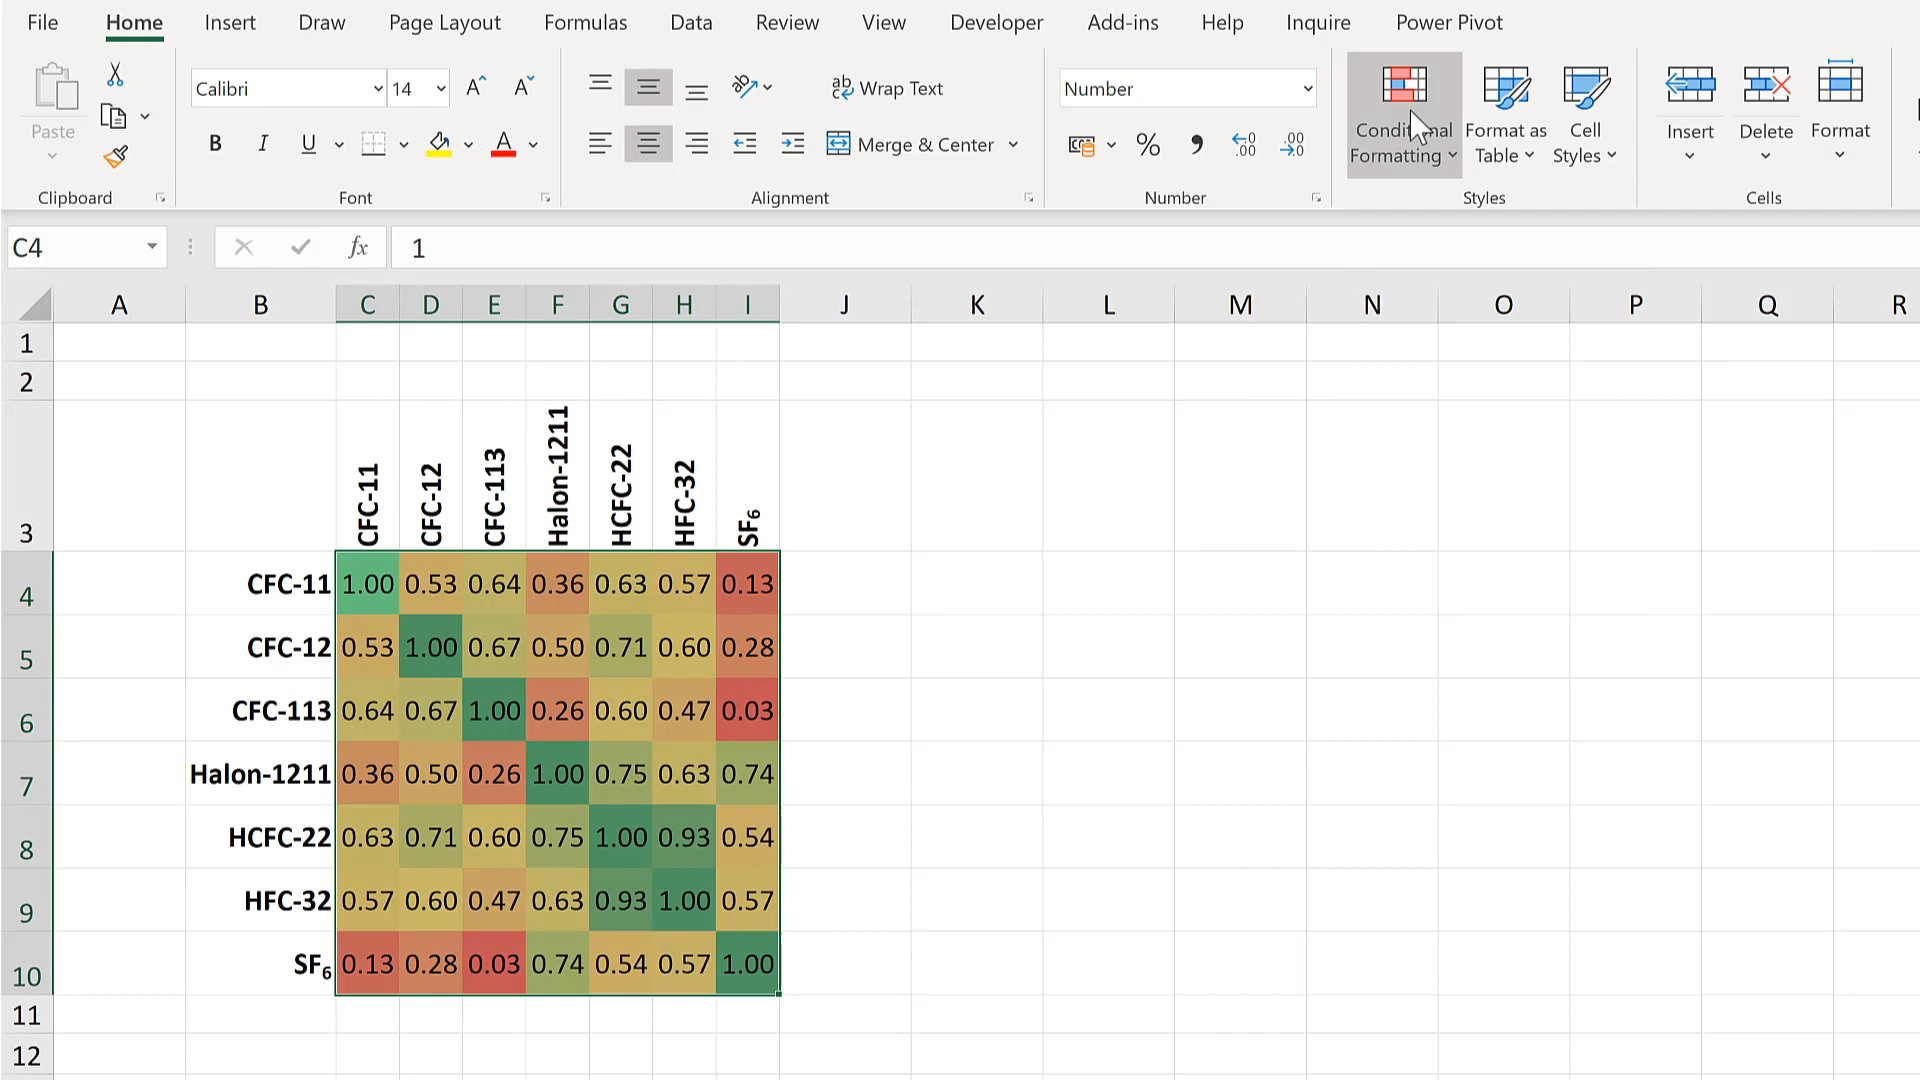 File Home Insert Draw Page Layout Formulas Data Review View Developer Add-ins Help Inquire Power Pivot
Paste
Calibri 14 A^ Aˇ
ab Wrap Text
Number
B I U A
Merge & Center
% , .00 .00
Formatting
Format as Table
Cell Styles
Insert Delete Format
Clipboard Font Alignment Number Styles Cells
C4 fx 1
A B C D E F G H I J K L M N O P Q R
1
2
3 CFC-11 CFC-12 CFC-113 Halon-1211 HCFC-22 HFC-32 SF₆
4 CFC-11 1.00 0.53 0.64 0.36 0.63 0.57 0.13
5 CFC-12 0.53 1.00 0.67 0.50 0.71 0.60 0.28
6 CFC-113 0.64 0.67 1.00 0.26 0.60 0.47 0.03
7 Halon-1211 0.36 0.50 0.26 1.00 0.75 0.63 0.74
8 HCFC-22 0.63 0.71 0.60 0.75 1.00 0.93 0.54
9 HFC-32 0.57 0.60 0.47 0.63 0.93 1.00 0.57
10 SF₆ 0.13 0.28 0.03 0.74 0.54 0.57 1.00
11
12